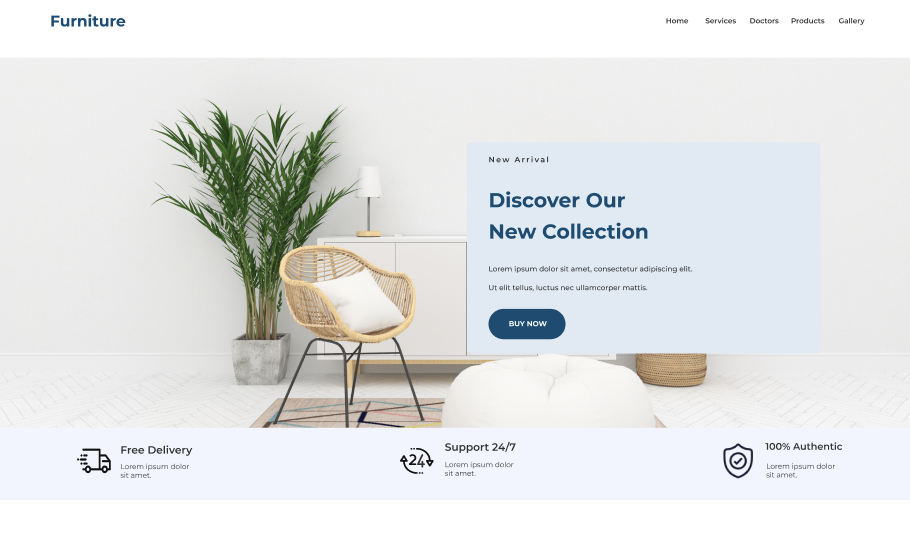 Furniture
Home Services Doctors Products Gallery
New Arrival
Discover Our
New Collection
Lorem ipsum dolor sit amet, consectetur adipiscing elit.
Ut elit tellus, luctus nec ullamcorper mattis.
BUY NOW
Free Delivery
Lorem ipsum dolor
sit amet.
24
Support 24/7
Lorem ipsum dolor
sit amet.
100% Authentic
Lorem ipsum dolor
sit amet.